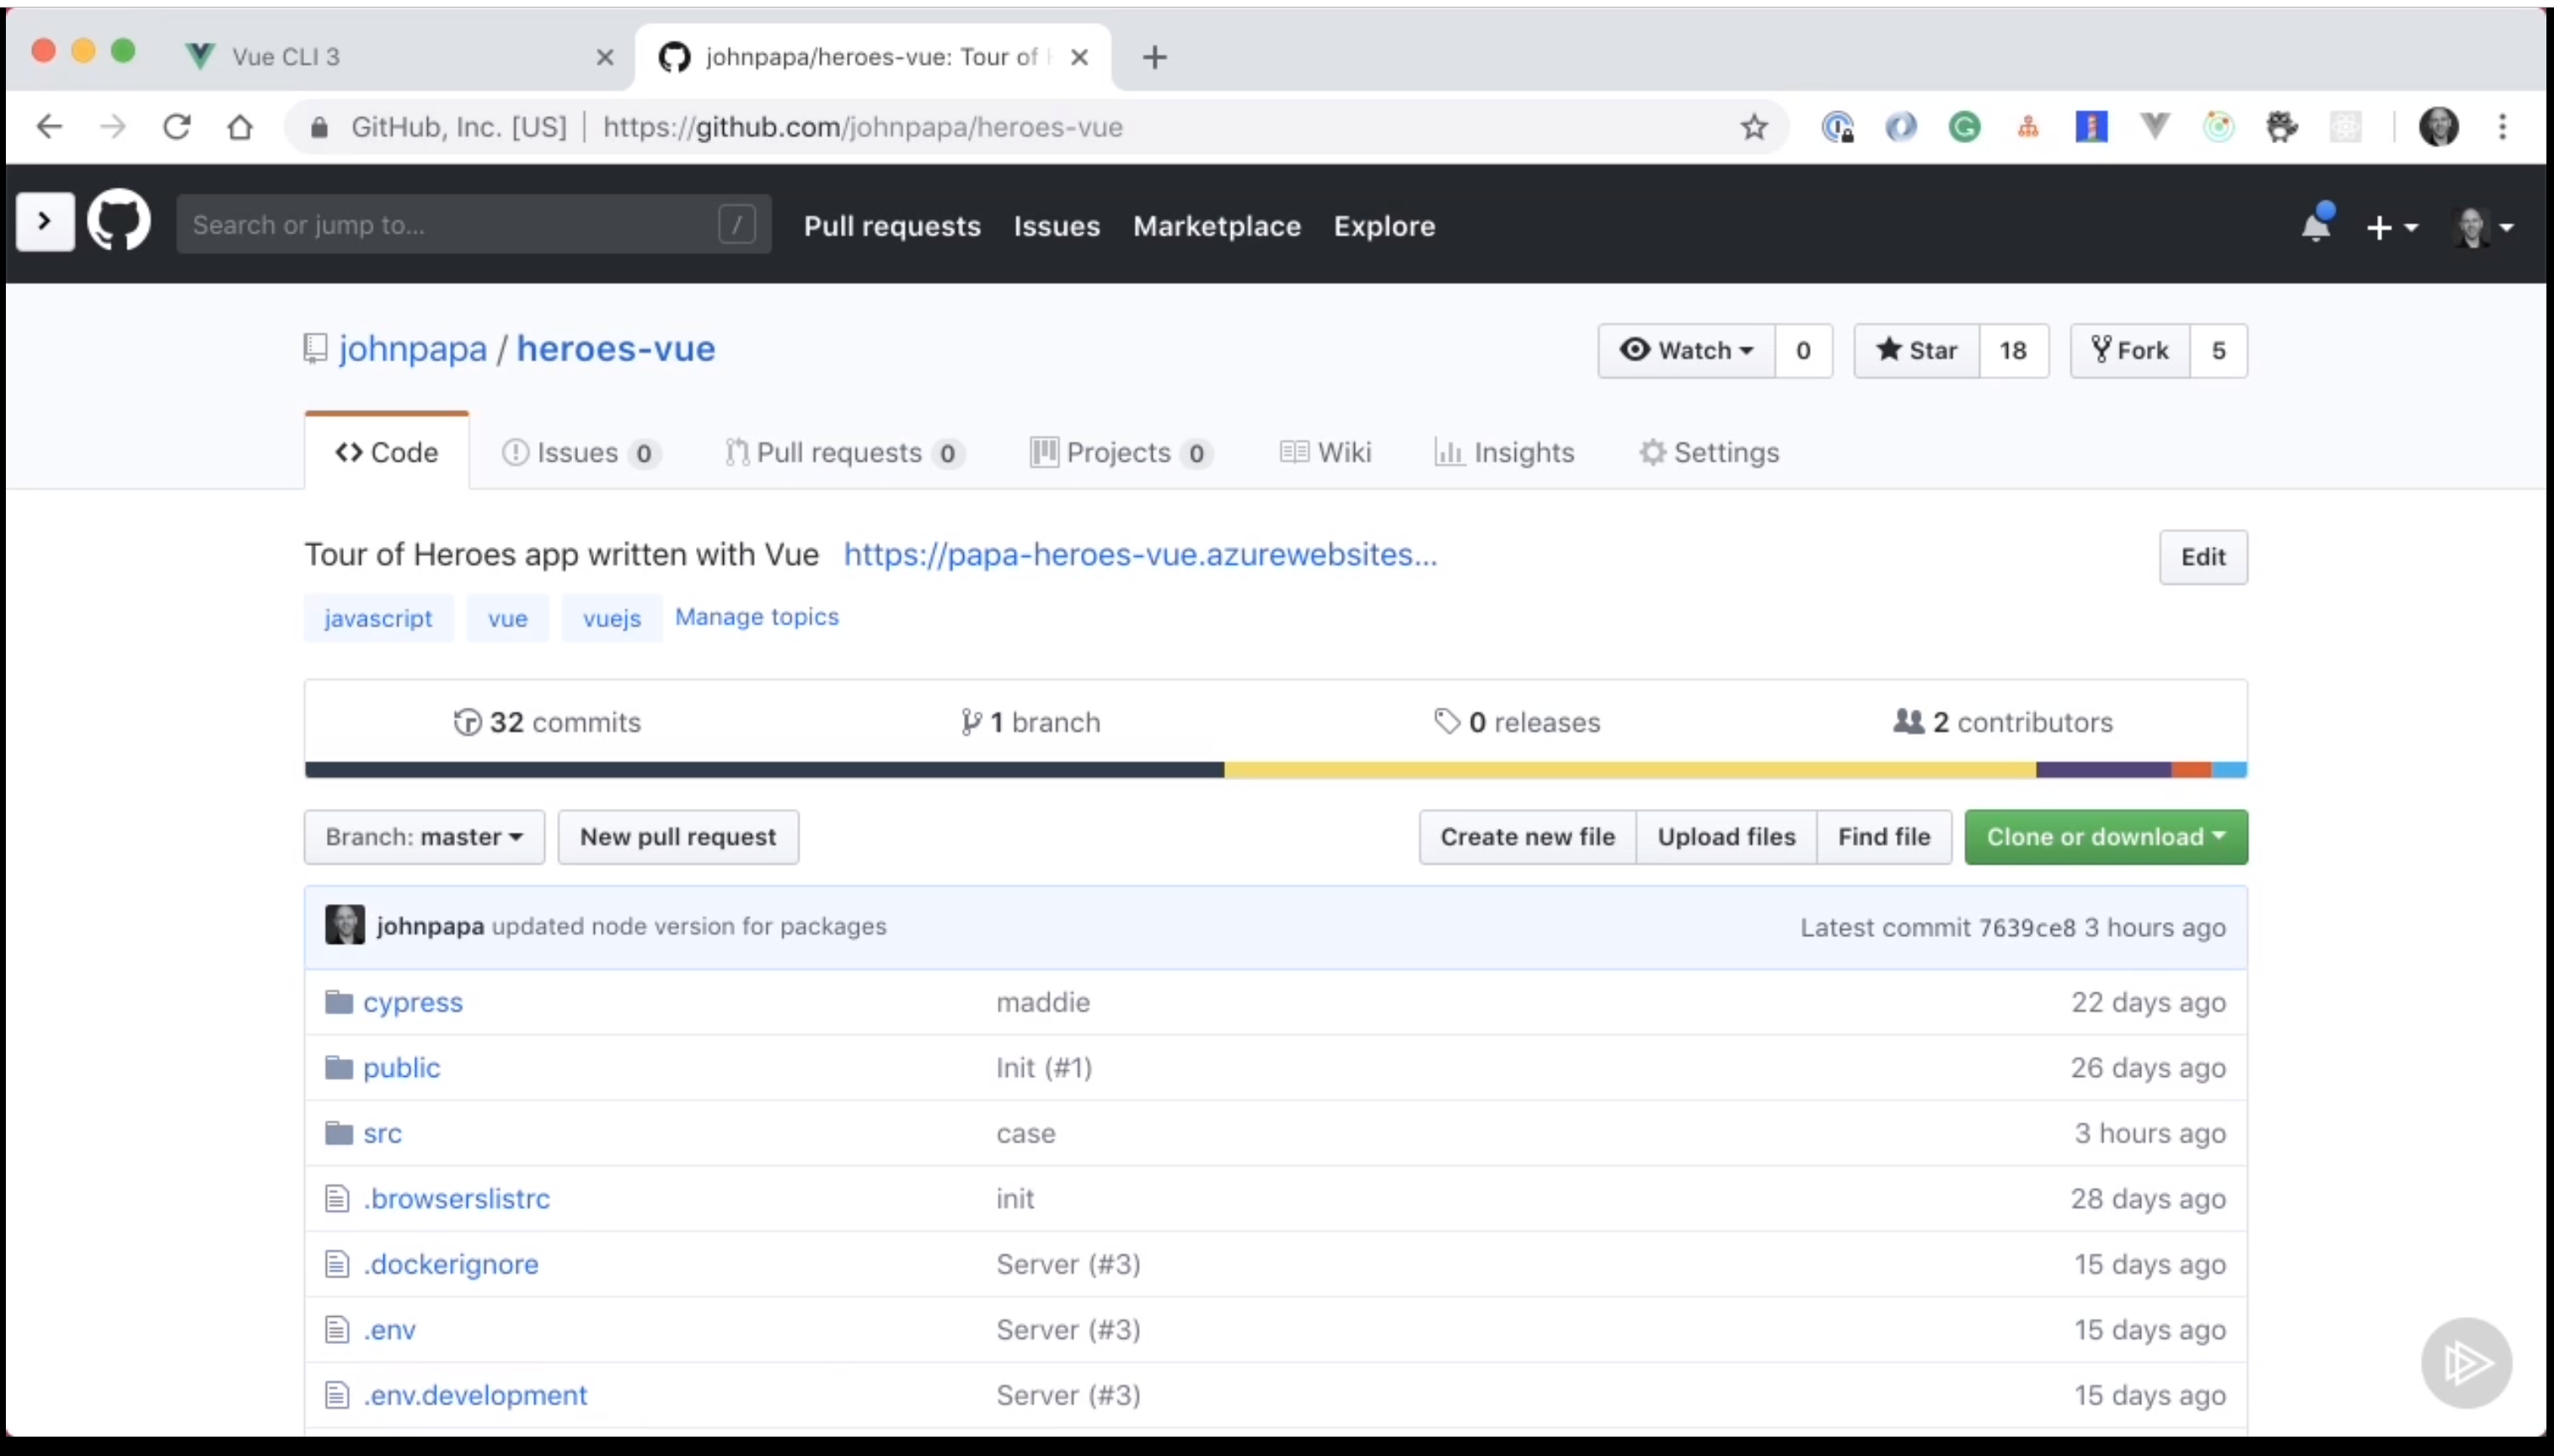 Vue CLI 3
johnpapa/heroes-vue: Tour of
GitHub, Inc. [US] | https://github.com/johnpapa/heroes-vue
Search or jump to... / Pull requests Issues Marketplace Explore
johnpapa / heroes-vue Watch 0 Star 18 Fork 5
Code Issues 0 Pull requests 0 Projects 0 Wiki Insights Settings
Tour of Heroes app written with Vue https://papa-heroes-vue.azurewebsites... Edit
javascript vue vuejs Manage topics
32 commits 1 branch 0 releases 2 contributors
Branch: master New pull request Create new file Upload files Find file Clone or download
johnpapa updated node version for packages Latest commit 7639ce8 3 hours ago
cypress maddie 22 days ago
public Init (#1) 26 days ago
src case 3 hours ago
.browserslistrc init 28 days ago
.dockerignore Server (#3) 15 days ago
.env Server (#3) 15 days ago
.env.development Server (#3) 15 days ago